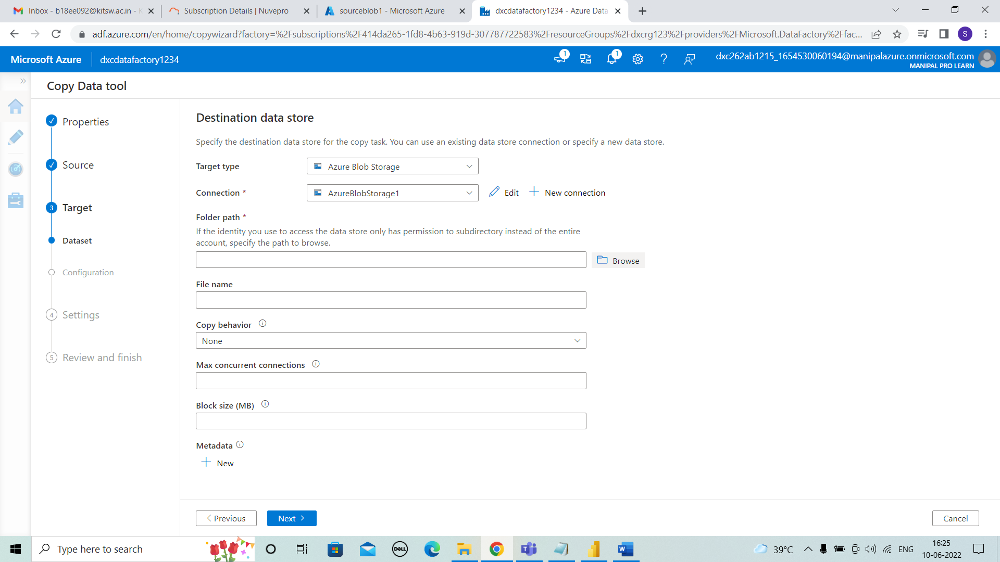 Inbox - b18ee092@kitsw.ac.in -
Subscription Details | Nuvepro
sourceblob1 - Microsoft Azure
dxcdatafactory1234 - Azure Data
adf.azure.com/en/home/copywizard?factory=%2Fsubscriptions%2F414da265-1fd8-4b63-919d-307787722583%2FresourceGroups%2Fdxcrg123%2Fproviders%2FMicrosoft.DataFactory%2Ffac...
S
Microsoft Azure
dxcdatafactory1234
1
1
dxc262ab1215_1654530060194@manipalazure.onmicrosoft.com
MANIPAL PRO LEARN
Copy Data tool
Properties
Source
3 Target
Dataset
Configuration
4 Settings
5 Review and finish
Destination data store
Specify the destination data store for the copy task. You can use an existing data store connection or specify a new data store.
Target type
Azure Blob Storage
Connection *
AzureBlobStorage1
Edit
New connection
Folder path *
If the identity you use to access the data store only has permission to subdirectory instead of the entire
account, specify the path to browse.
Browse
File name
Copy behavior
None
Max concurrent connections
Block size (MB)
Metadata
New
Previous
Next
Cancel
Type here to search
DELL
39°C
ENG
16:25
10-06-2022